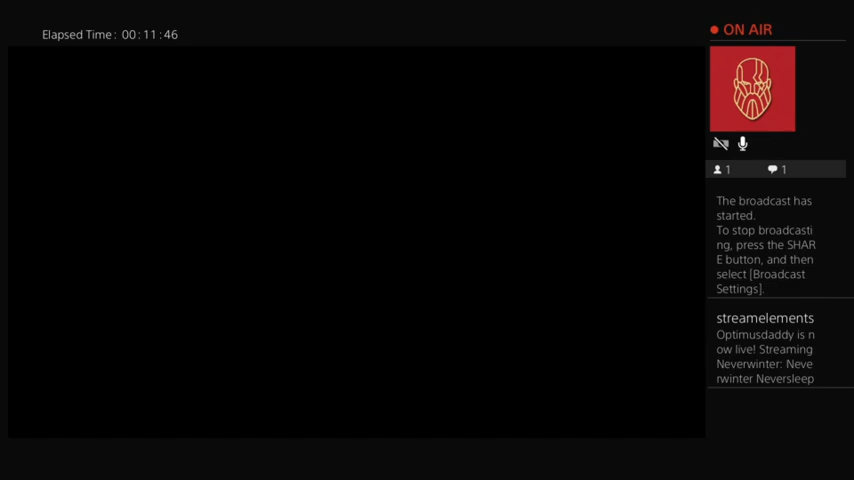 Elapsed Time: 00:11:46
ON AIR
1 1
The broadcast has
started.
To stop broadcasti
ng, press the SHAR
E button, and then
select [Broadcast
Settings].
streamelements
Optimusdaddy is n
ow live! Streaming
Neverwinter: Neve
rwinter Neversleep